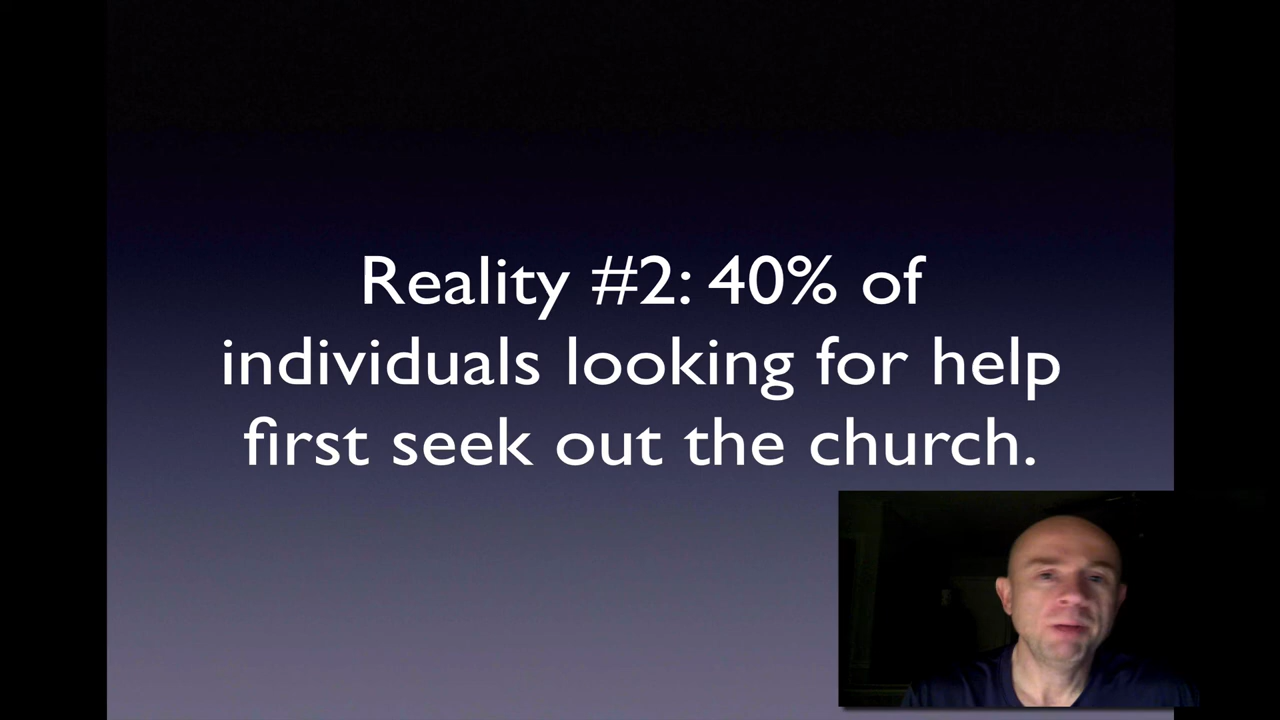 Reality #2: 40% of
individuals looking for help
first seek out the church.